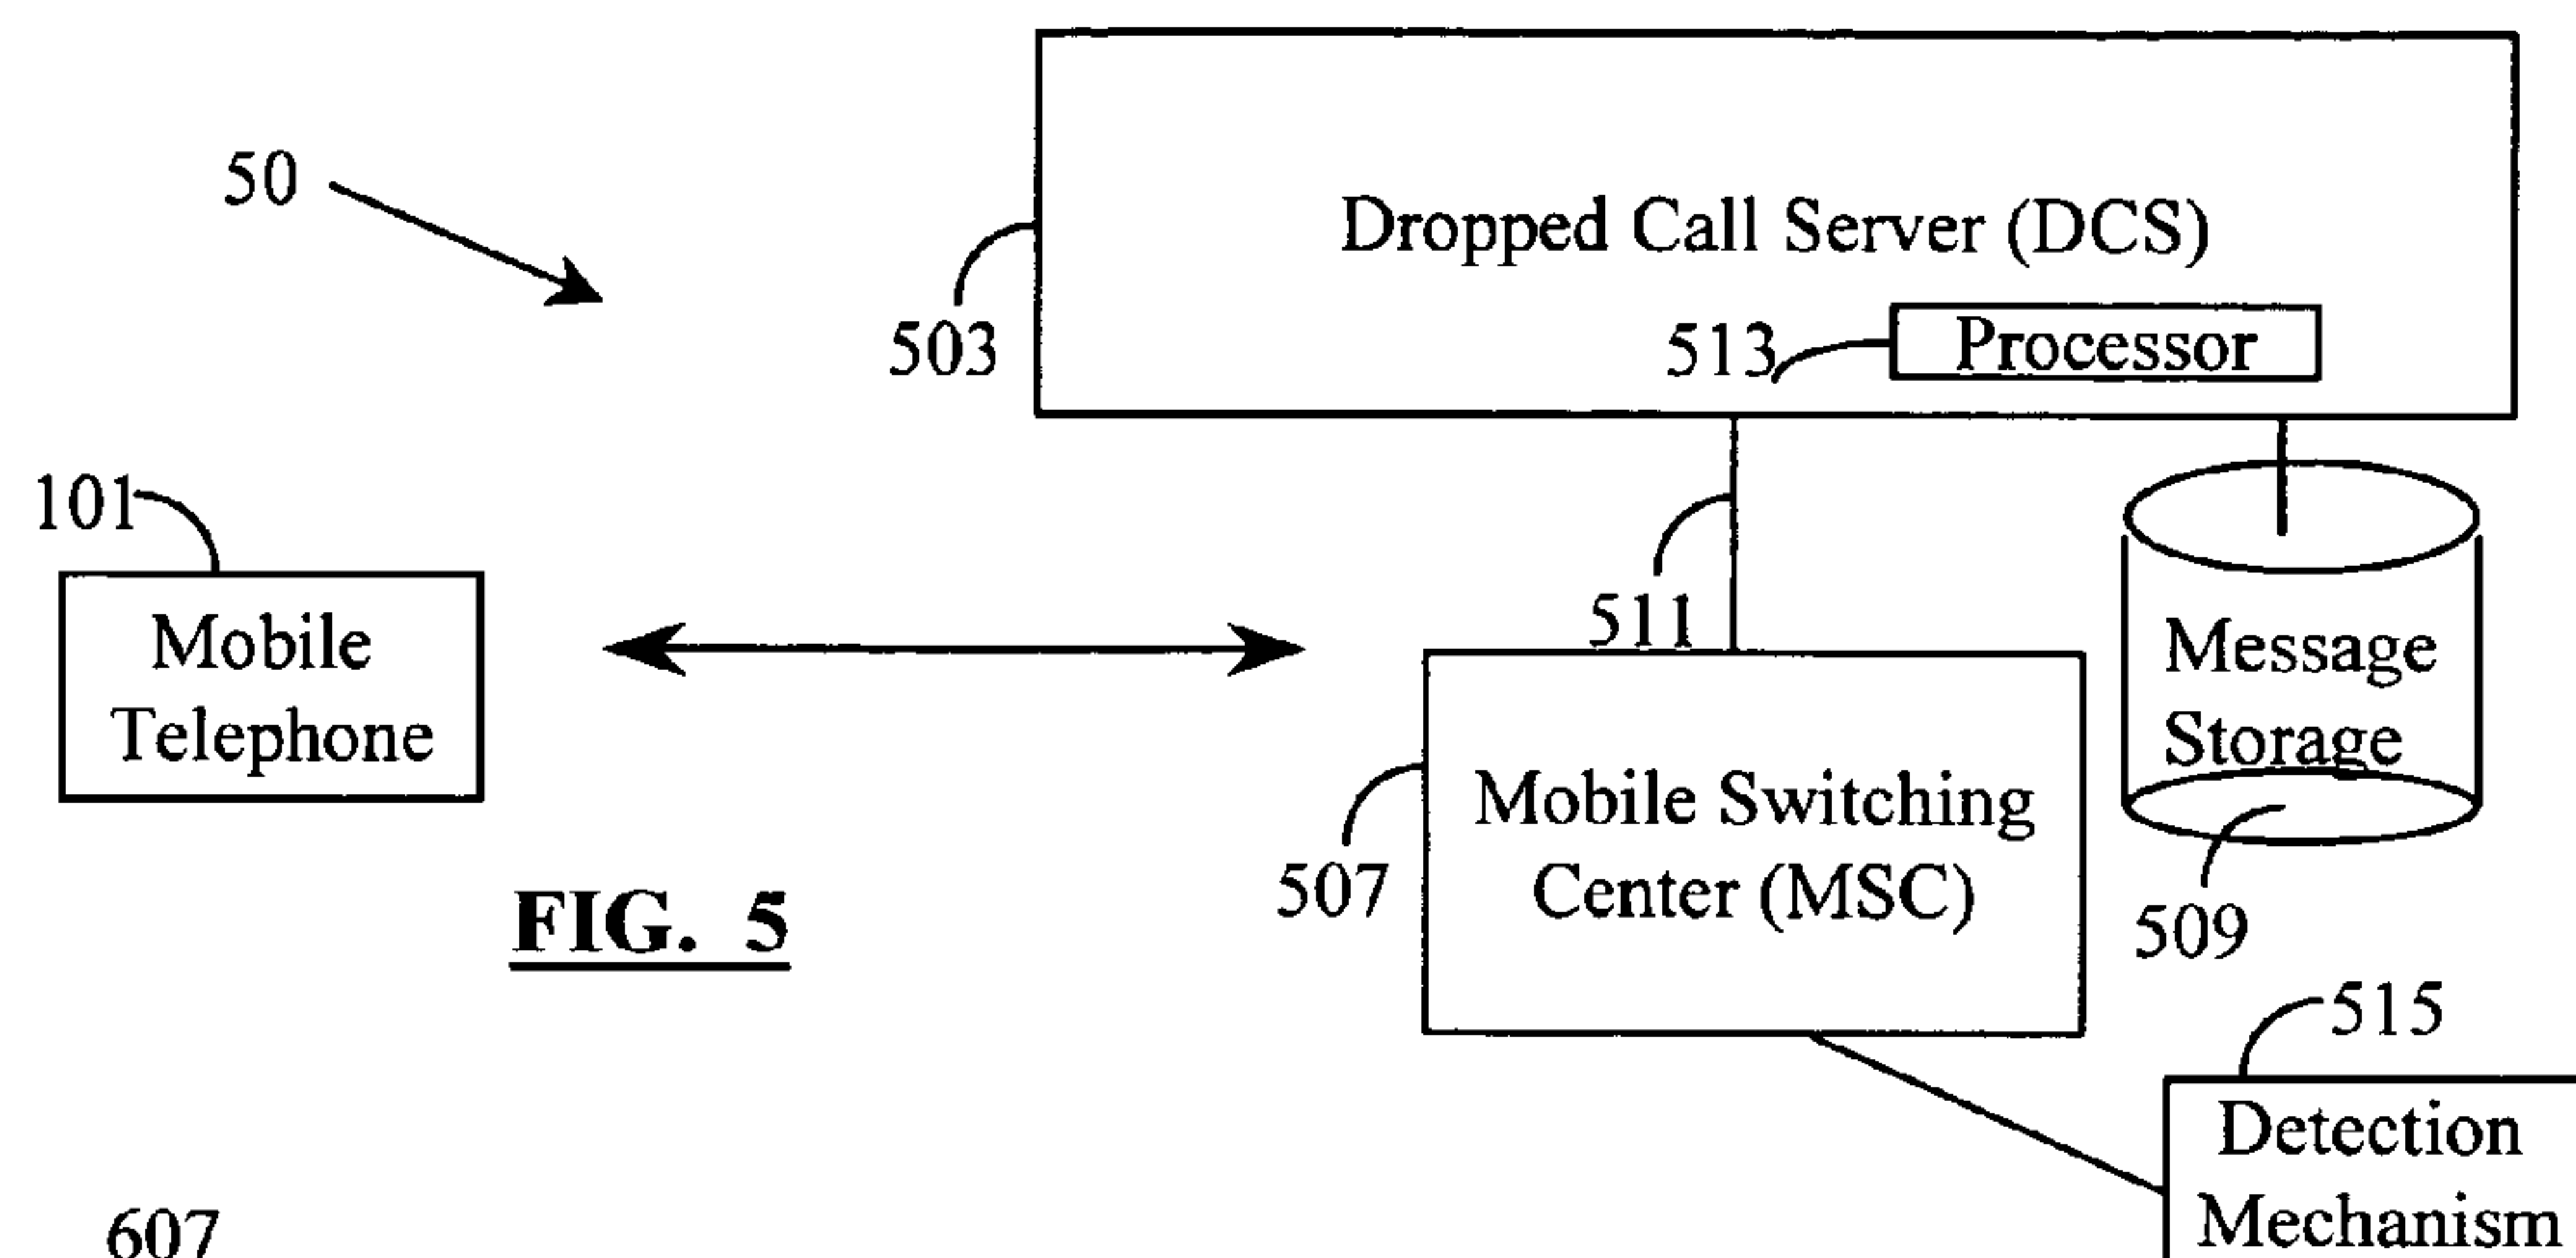 50
Dropped Call Server (DCS)
503
513
Processor
101
Mobile
Telephone
511
Message
Storage
507
Mobile Switching
Center (MSC)
509
FIG. 5
515
Detection
Mechanism
607